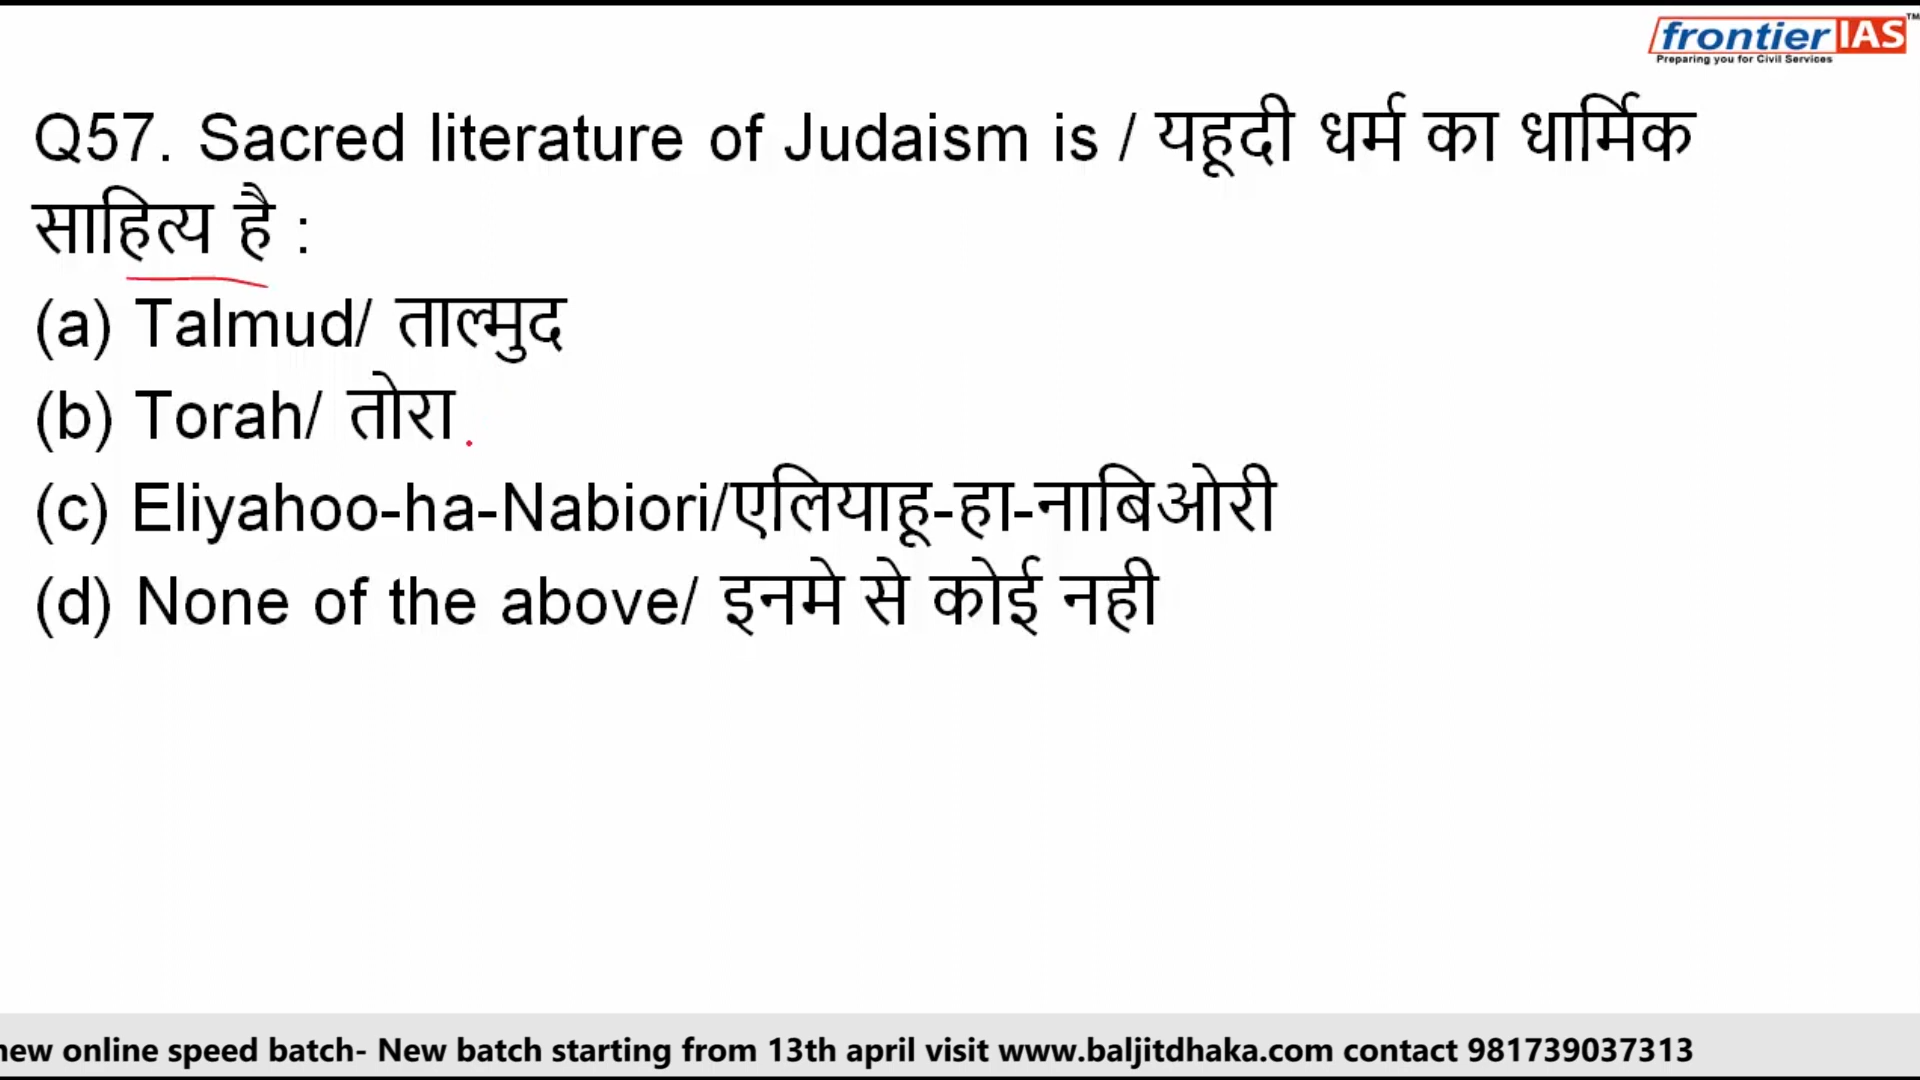 frontier IAS™
Preparing you for Civil Services
Q57. Sacred literature of Judaism is / यहूदी धर्म का धार्मिक
साहित्य है :
(a) Talmud/ ताल्मुद
(b) Torah/ तोरा
(c) Eliyahoo-ha-Nabiori/एलियाहू-हा-नाबिओरी
(d) None of the above/ इनमे से कोई नही
new online speed batch- New batch starting from 13th april visit www.baljitdhaka.com contact 981739037313